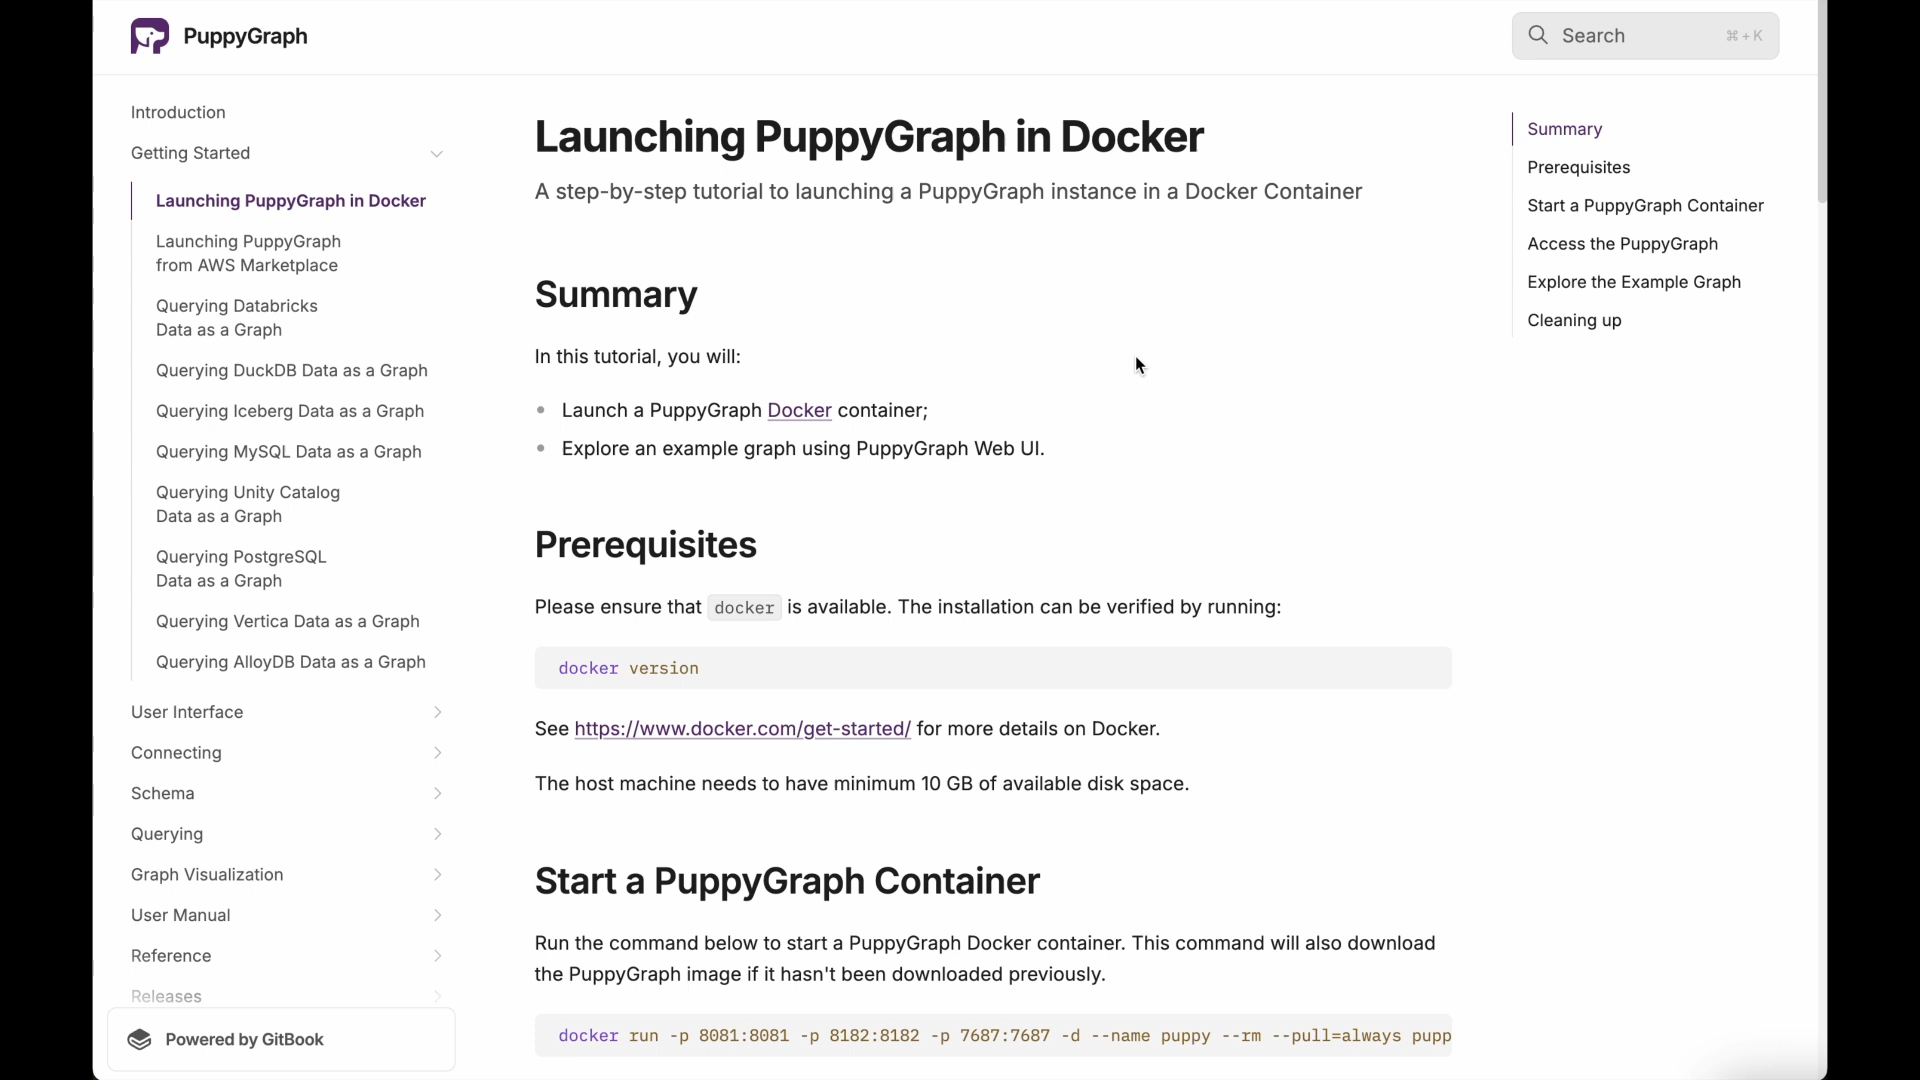 PuppyGraph
Search
⌘ + K
Introduction
Getting Started
Launching PuppyGraph in Docker
Launching PuppyGraph
from AWS Marketplace
Querying Databricks
Data as a Graph
Querying DuckDB Data as a Graph
Querying Iceberg Data as a Graph
Querying MySQL Data as a Graph
Querying Unity Catalog
Data as a Graph
Querying PostgreSQL
Data as a Graph
Querying Vertica Data as a Graph
Querying AlloyDB Data as a Graph
User Interface
Connecting
Schema
Querying
Graph Visualization
User Manual
Reference
Releases
Powered by GitBook
Launching PuppyGraph in Docker
A step-by-step tutorial to launching a PuppyGraph instance in a Docker Container
Summary
In this tutorial, you will:
• Launch a PuppyGraph Docker container;
• Explore an example graph using PuppyGraph Web UI.
Prerequisites
Please ensure that docker is available. The installation can be verified by running:
docker version
See https://www.docker.com/get-started/ for more details on Docker.
The host machine needs to have minimum 10 GB of available disk space.
Start a PuppyGraph Container
Run the command below to start a PuppyGraph Docker container. This command will also download
the PuppyGraph image if it hasn't been downloaded previously.
docker run -p 8081:8081 -p 8182:8182 -p 7687:7687 -d --name puppy --rm --pull=always pupp
Summary
Prerequisites
Start a PuppyGraph Container
Access the PuppyGraph
Explore the Example Graph
Cleaning up